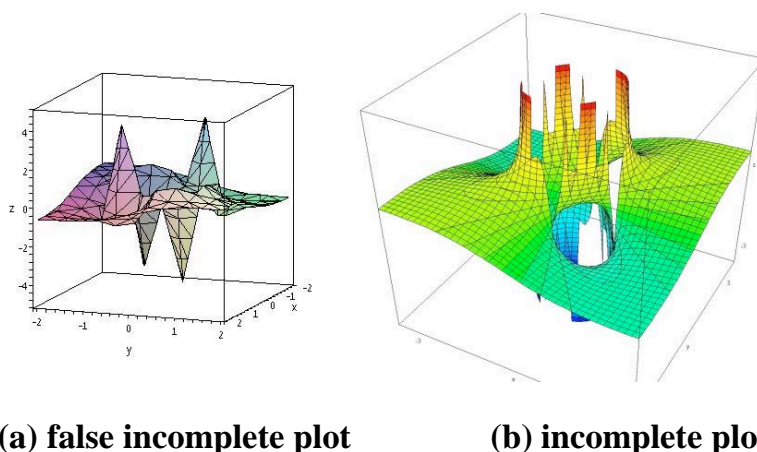 4
2
z 0
-2
-4
-2 -1 0 1 2
y
2 1 0 -1 -2
x
(a) false incomplete plot
(b) incomplete plo